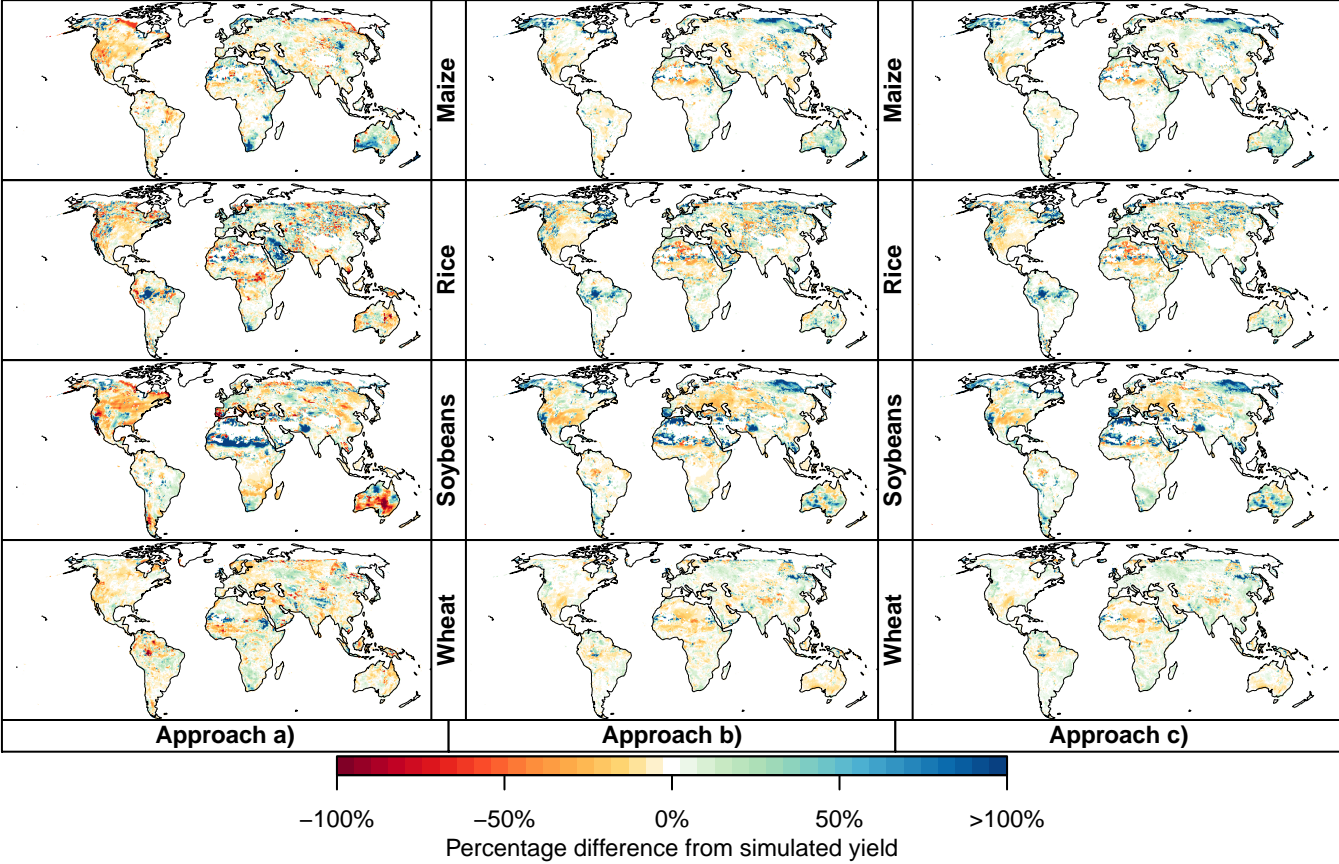 Maize
Maize
Rice
Rice
Soybeans
Soybeans
Wheat
Wheat
Approach a)
Approach b)
Approach c)
−100%
−50%
0%
50%
>100%
Percentage difference from simulated yield